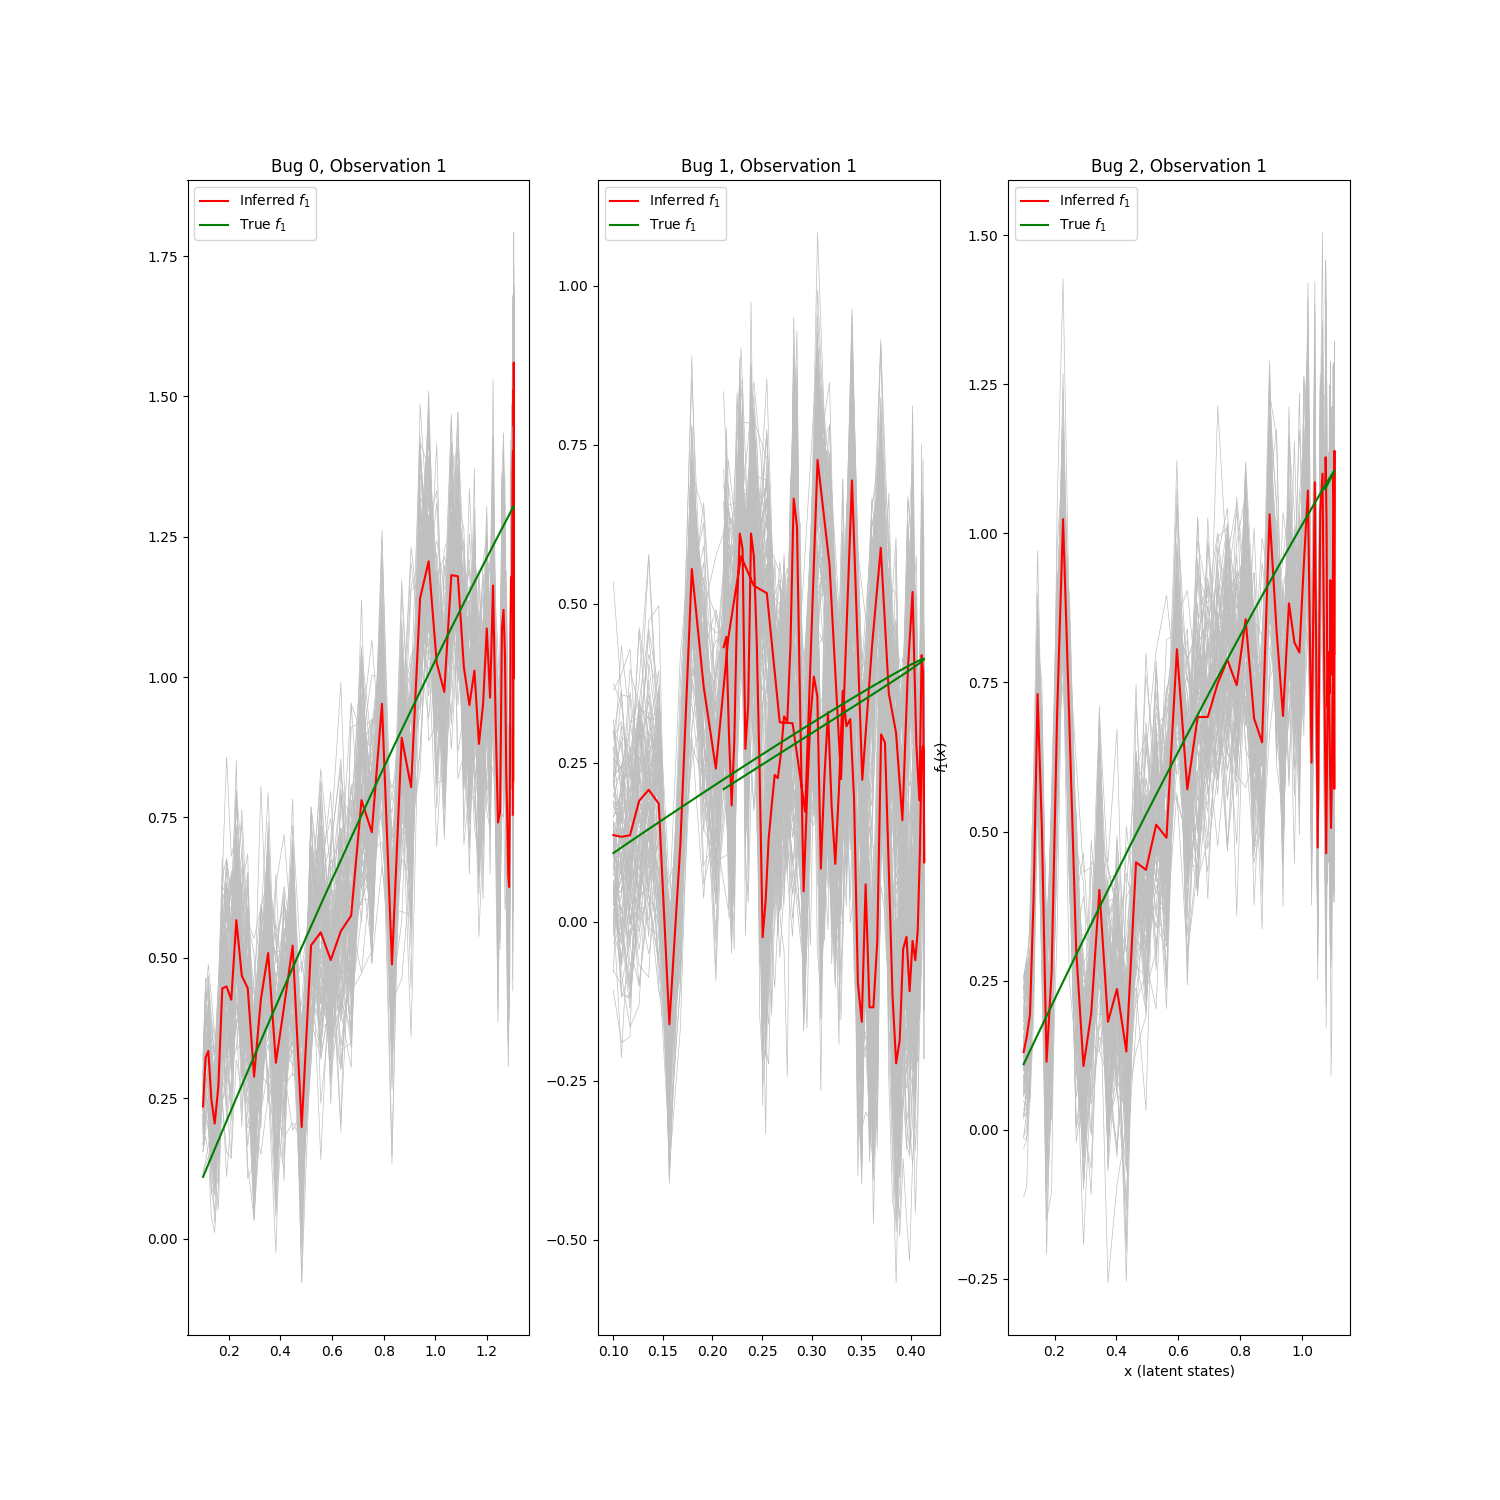 Bug 0, Observation 1
Inferred f₁
True f₁
1.75
1.50
1.25
1.00
0.75
0.50
0.25
0.00
0.2 0.4 0.6 0.8 1.0 1.2
Bug 1, Observation 1
Inferred f₁
True f₁
1.00
0.75
0.50
0.25
0.00
−0.25
−0.50
0.10 0.15 0.20 0.25 0.30 0.35 0.40
Bug 2, Observation 1
Inferred f₁
True f₁
f₁(x)
1.50
1.25
1.00
0.75
0.50
0.25
0.00
−0.25
0.2 0.4 0.6 0.8 1.0
x (latent states)